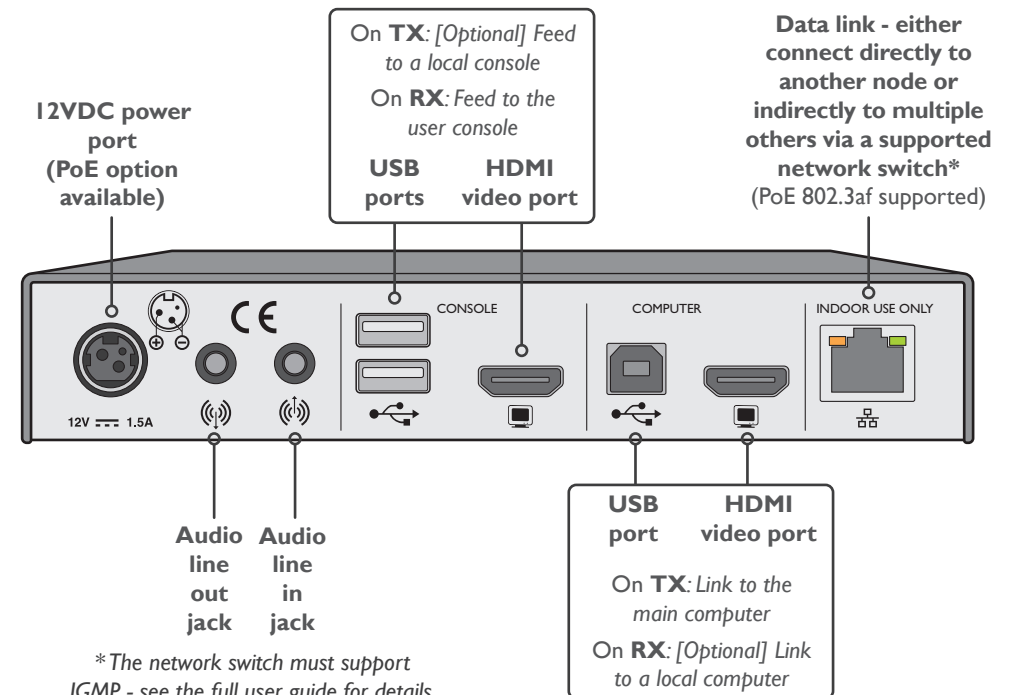 On TX: [Optional] Feed
to a local console
On RX: Feed to the
user console
USB
ports
HDMI
video port
Data link - either
connect directly to
another node or
indirectly to multiple
others via a supported
network switch*
(PoE 802.3af supported)
12VDC power
port
(PoE option
available)
CE
CONSOLE
COMPUTER
INDOOR USE ONLY
12V 1.5A
Audio
line
out
jack
Audio
line
in
jack
USB
port
HDMI
video port
On TX: Link to the
main computer
On RX: [Optional] Link
to a local computer
* The network switch must support
IGMP - see the full user guide for details